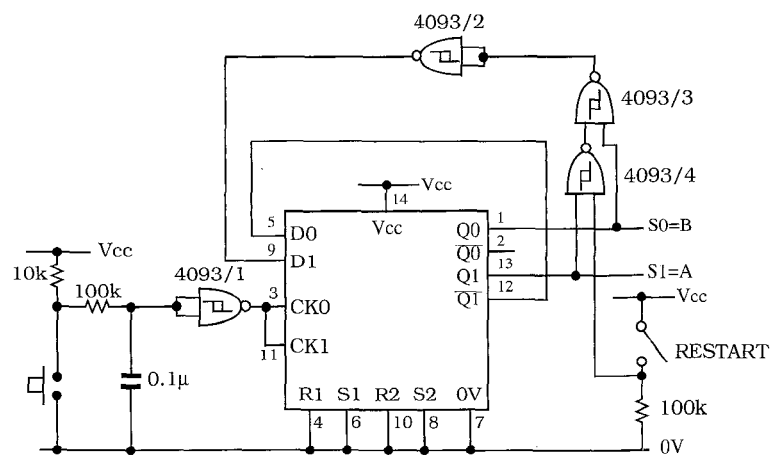 4093/2
4093/3
4093/4
Vcc
14
Vcc
5
D0
9
D1
Q0
1
S0=B
Q0
2
Q1
13
S1=A
Q1
12
Vcc
10k
100k
4093/1
3
CK0
11
CK1
Vcc
RESTART
0.1µ
R1
S1
R2
S2
0V
4
6
10
8
7
100k
0V